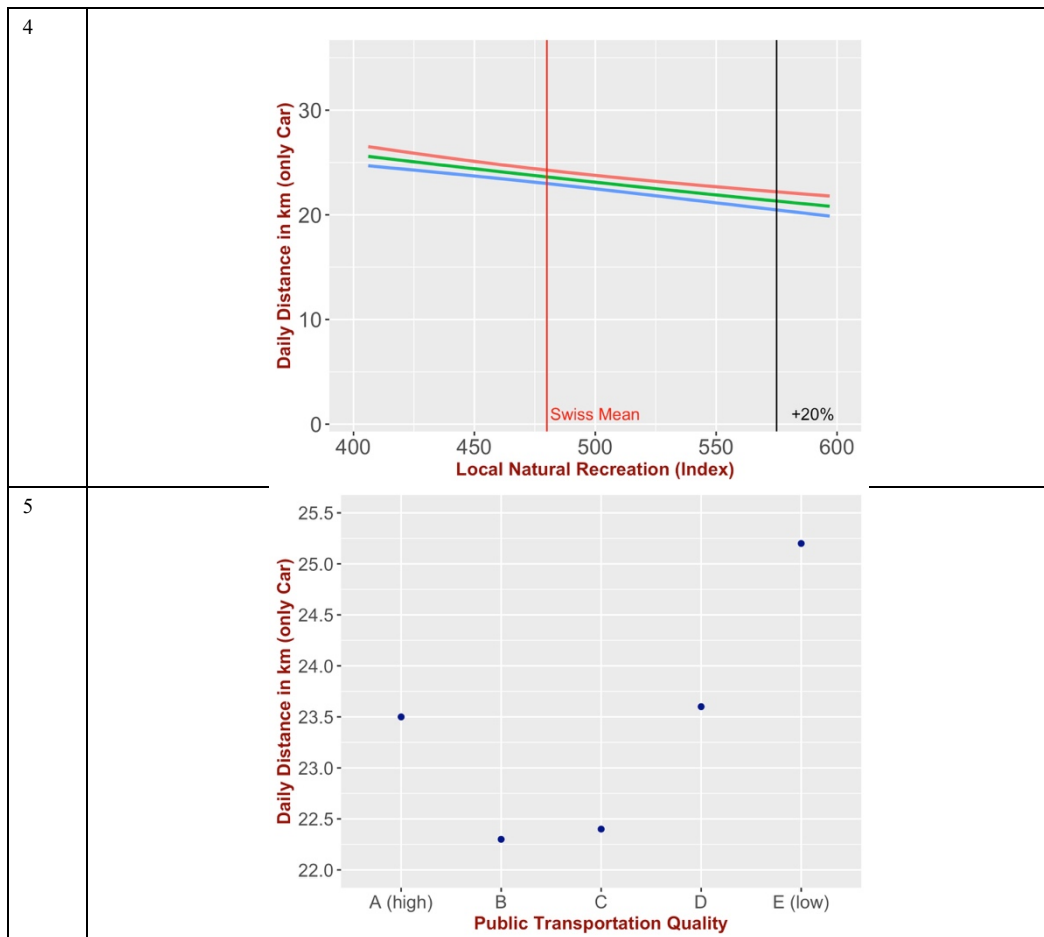 4
Daily Distance in km (only Car)
30
20
10
0
Swiss Mean
+20%
400 450 500 550 600
Local Natural Recreation (Index)
5
Daily Distance in km (only Car)
25.5
25.0
24.5
24.0
23.5
23.0
22.5
22.0
A (high) B C D E (low)
Public Transportation Quality